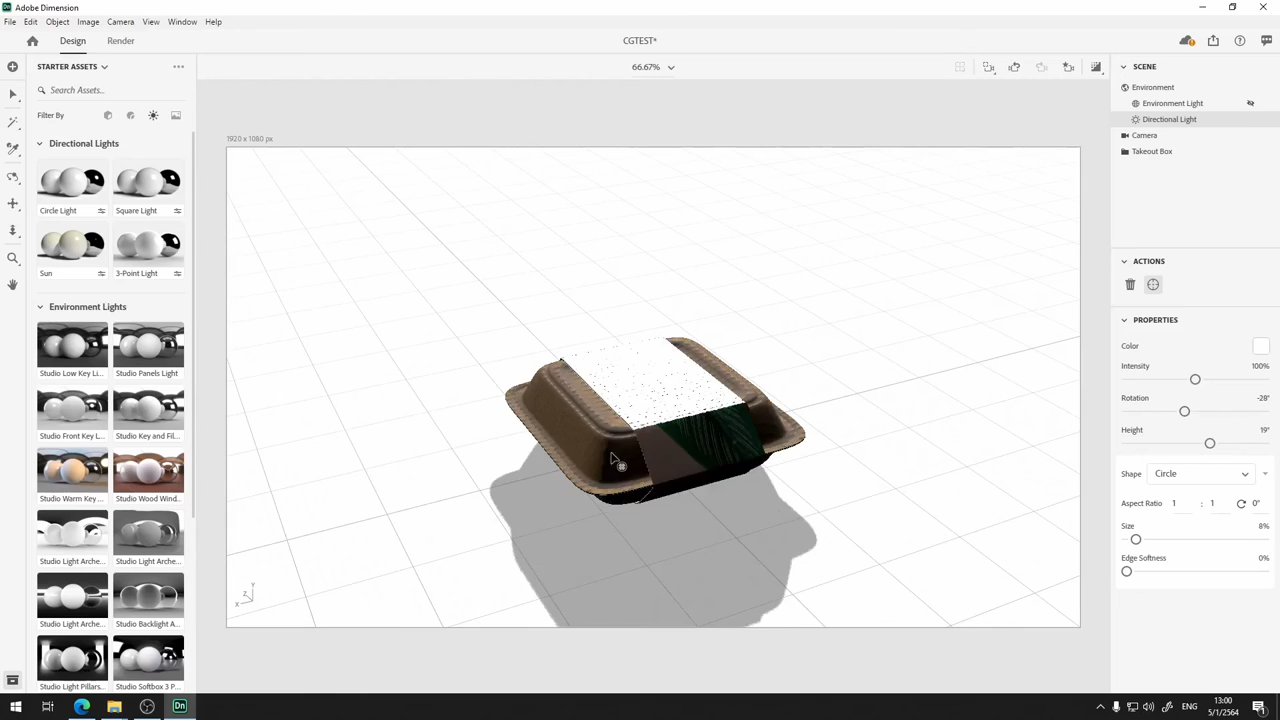 Adobe Dimension
File Edit Object Image Camera View Window Help
Design Render
CGTEST*
STARTER ASSETS
66.67%
Search Assets...
Filter By
Directional Lights
Circle Light
Square Light
Sun
3-Point Light
Environment Lights
Studio Low Key Li...
Studio Panels Light
Studio Front Key L...
Studio Key and Fil...
Studio Warm Key ...
Studio Wood Wind...
Studio Light Arche...
Studio Light Arche...
Studio Light Arche...
Studio Backlight A...
Studio Light Pillars...
Studio Softbox 3 P...
1920 x 1080 px
Y
Z
X
SCENE
Environment
Environment Light
Directional Light
Camera
Takeout Box
ACTIONS
PROPERTIES
Color
Intensity 100%
Rotation -28°
Height 19°
Shape Circle
Aspect Ratio 1 : 1 0°
Size 8%
Edge Softness 0%
Dn
ENG
13:00
5/1/2564